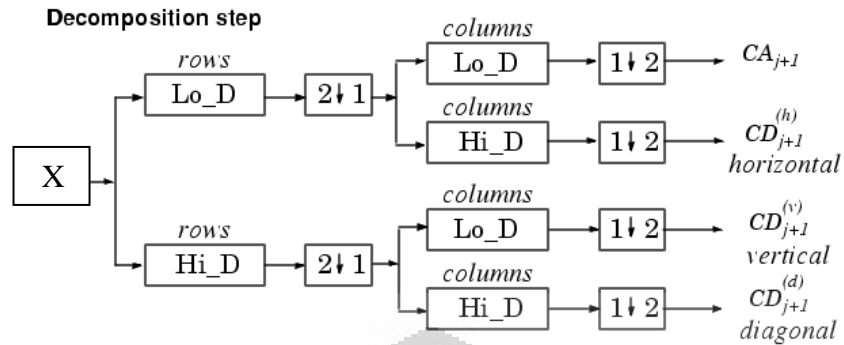 Decomposition step
rows
Lo_D
2↓1
columns
Lo_D
1↓2
CA_{j+1}
columns
Hi_D
1↓2
CD_{j+1}^{(h)}
horizontal
X
rows
Hi_D
2↓1
columns
Lo_D
1↓2
CD_{j+1}^{(v)}
vertical
columns
Hi_D
1↓2
CD_{j+1}^{(d)}
diagonal